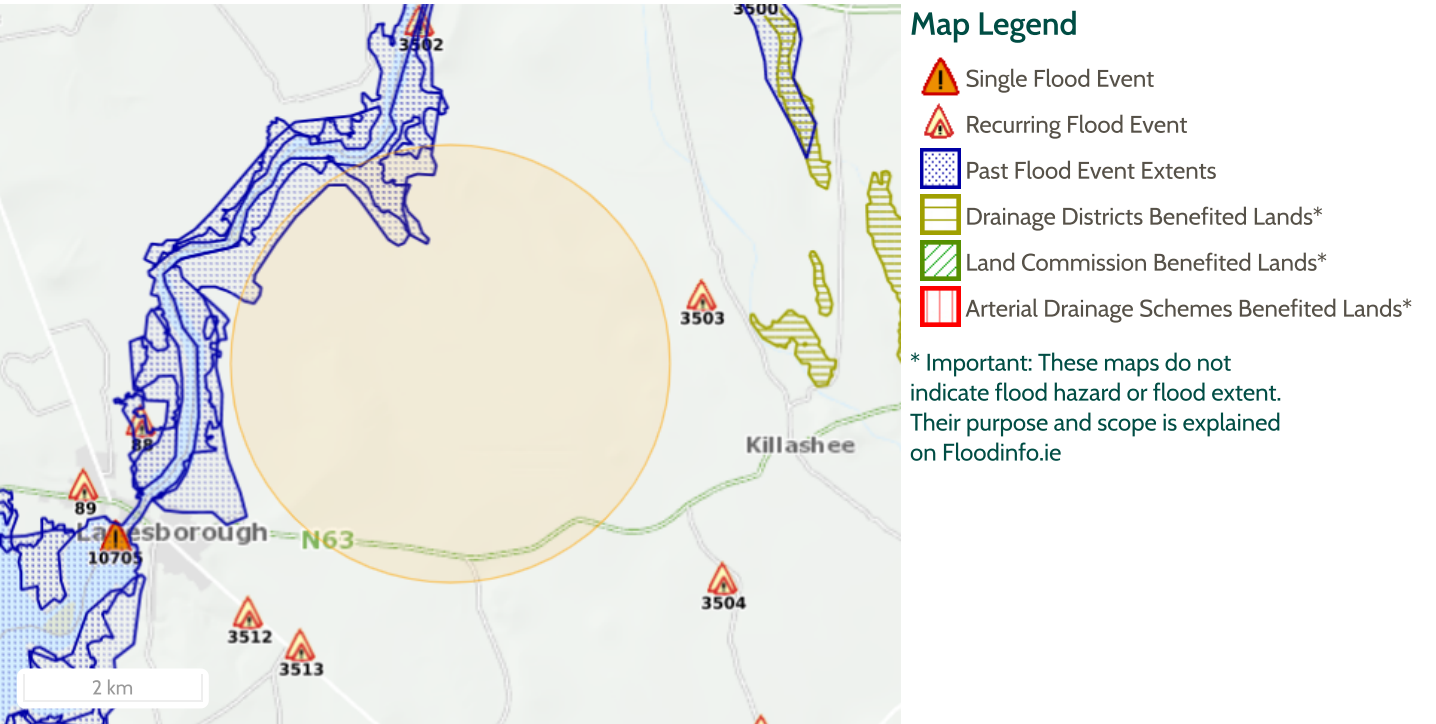 3500
3502
3503
Killashee
88
89
Lanesborough
N63
10705
3504
3512
3513
2 km
Map Legend
Single Flood Event
Recurring Flood Event
Past Flood Event Extents
Drainage Districts Benefited Lands*
Land Commission Benefited Lands*
Arterial Drainage Schemes Benefited Lands*
* Important: These maps do not
indicate flood hazard or flood extent.
Their purpose and scope is explained
on Floodinfo.ie